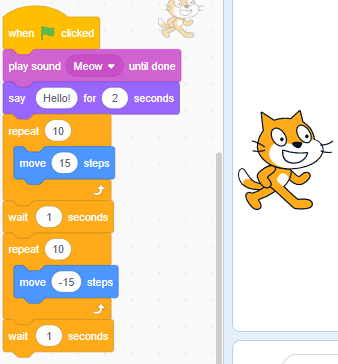 when clicked
play sound Meow until done
say Hello! for 2 seconds
repeat 10
move 15 steps
wait 1 seconds
repeat 10
move -15 steps
wait 1 seconds